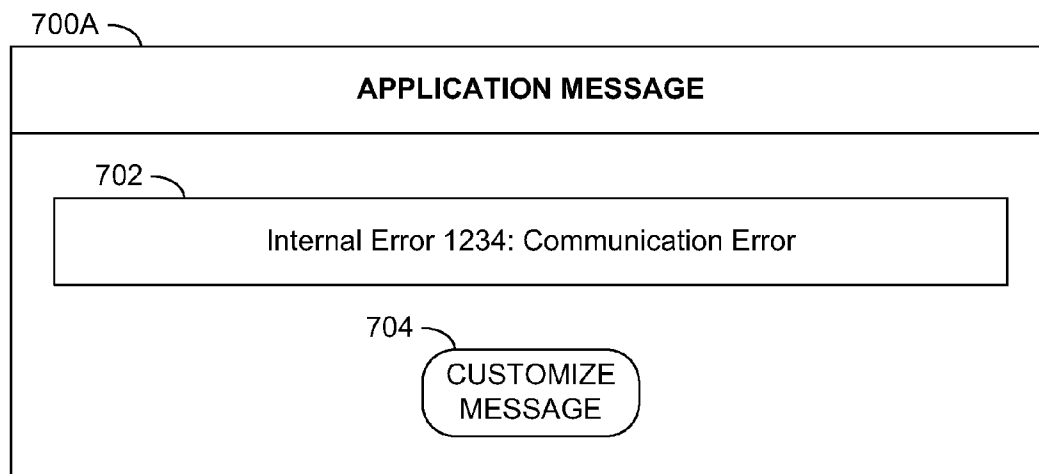 700A
APPLICATION MESSAGE
702
Internal Error 1234: Communication Error
704
CUSTOMIZE
MESSAGE